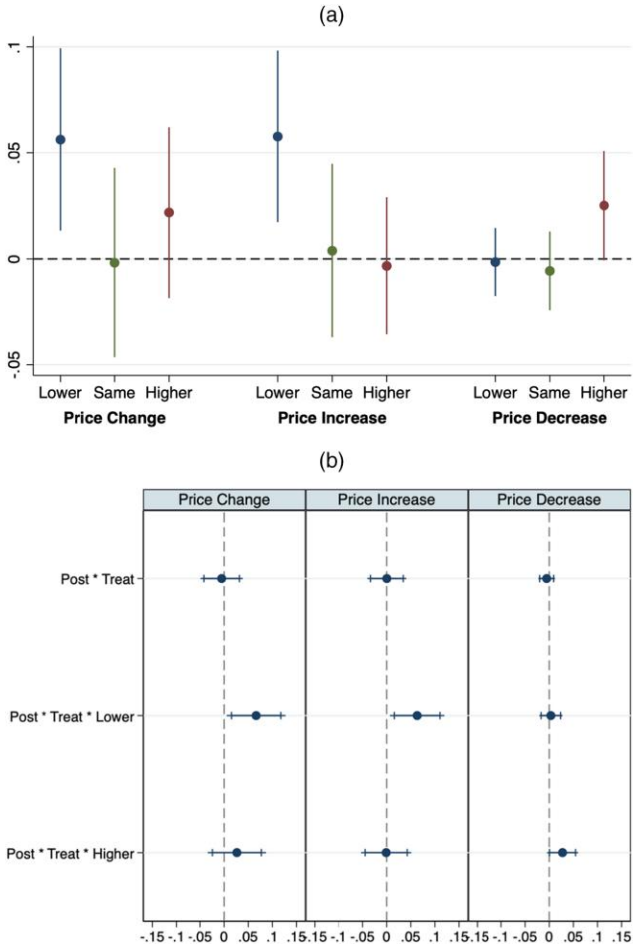 (a)
.1
.05
0
-.05
Lower Same Higher Lower Same Higher Lower Same Higher
Price Change Price Increase Price Decrease
(b)
Price Change Price Increase Price Decrease
Post * Treat
Post * Treat * Lower
Post * Treat * Higher
-.15 -.1 -.05 0 .05 .1 .15 -.15 -.1 -.05 0 .05 .1 .15 -.15 -.1 -.05 0 .05 .1 .15